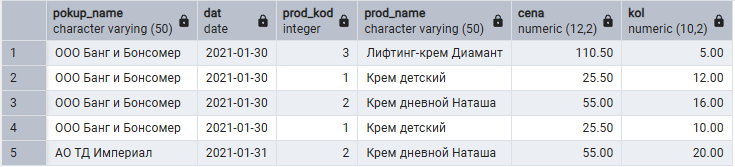 pokup_name dat prod_kod prod_name cena kol
character varying (50) date integer character varying (50) numeric (12,2) numeric (10,2)
1 ООО Банг и Бонсомер 2021-01-30 3 Лифтинг-крем Диамант 110.50 5.00
2 ООО Банг и Бонсомер 2021-01-30 1 Крем детский 25.50 12.00
3 ООО Банг и Бонсомер 2021-01-30 2 Крем дневной Наташа 55.00 16.00
4 ООО Банг и Бонсомер 2021-01-30 1 Крем детский 25.50 10.00
5 АО ТД Империал 2021-01-31 2 Крем дневной Наташа 55.00 20.00